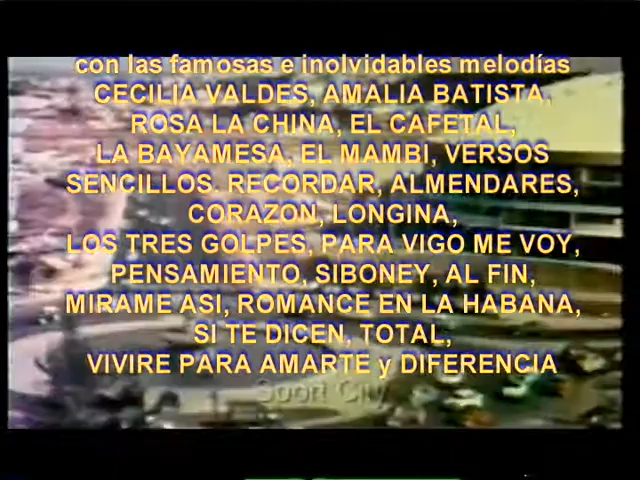 con las famosas e inolvidables melodías
CECILIA VALDES, AMALIA BATISTA,
ROSA LA CHINA, EL CAFETAL,
LA BAYAMESA, EL MAMBI, VERSOS
SENCILLOS. RECORDAR, ALMENDARES,
CORAZON, LONGINA,
LOS TRES GOLPES, PARA VIGO ME VOY,
PENSAMIENTO, SIBONEY, AL FIN,
MIRAME ASI, ROMANCE EN LA HABANA,
SI TE DICEN, TOTAL,
VIVIRE PARA AMARTE y DIFERENCIA
Sport City